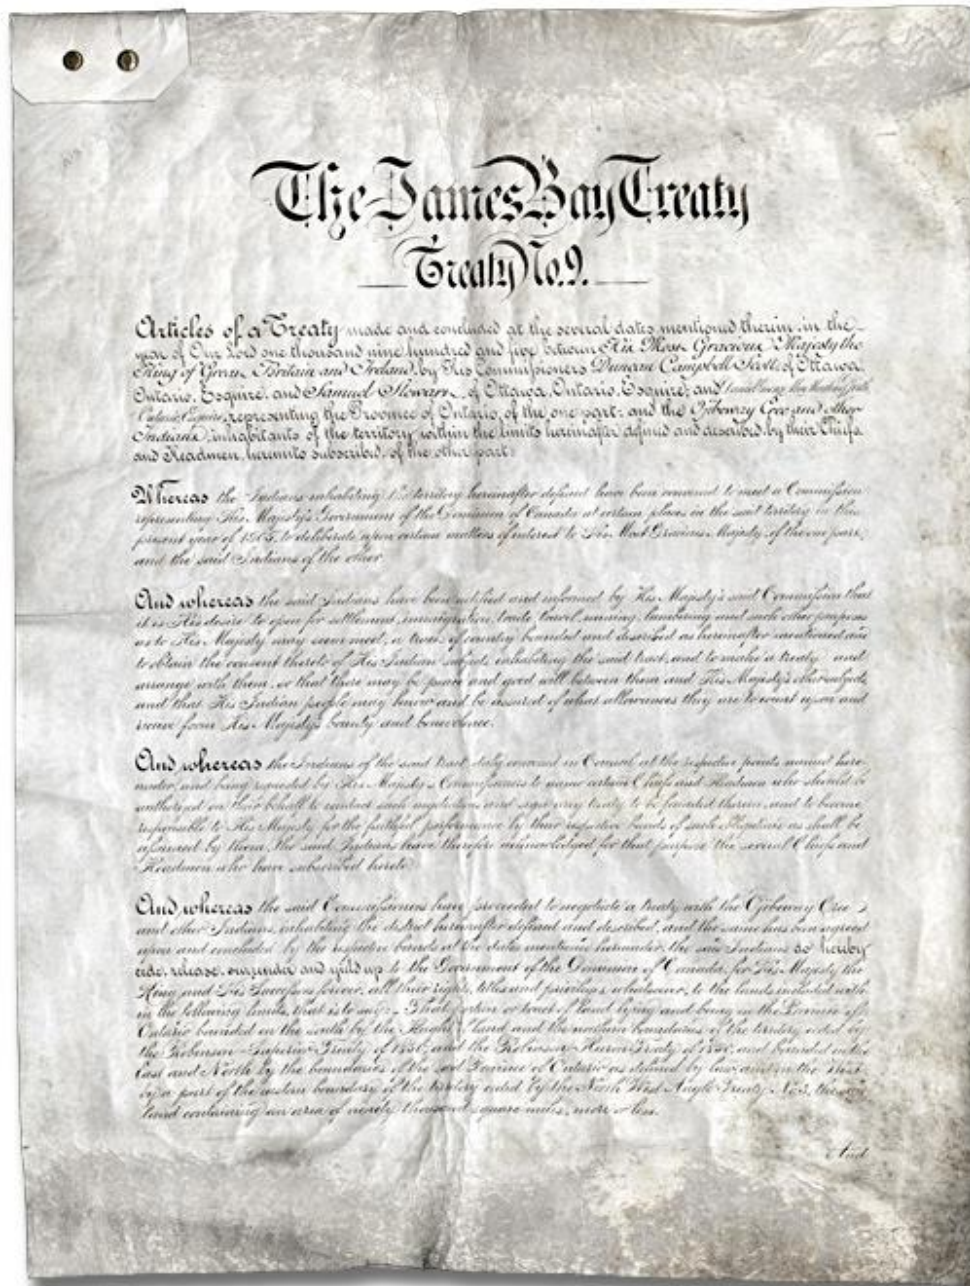 The James Bay Treaty
Treaty No. 9.
Articles of a Treaty made and concluded at the several dates mentioned therein, in the
year of Our Lord one thousand nine hundred and five between His Most Gracious Majesty the
King of Great Britain and Ireland, by His Commissioners Duncan Campbell Scott, of Ottawa,
Ontario, Esquire, and Samuel Stewart, of Ottawa, Ontario, Esquire; and
Ontario, Esquire, representing the Province of Ontario, of the one part; and the Ojibeway Cree and other
Indians, inhabitants of the territory within the limits hereinafter defined and described, by their Chiefs
and Headmen, hereunto subscribed, of the other part:
Whereas the Indians inhabiting the territory hereinafter defined have been convened to meet a Commission
representing His Majesty's Government of the Dominion of Canada at certain places in the said territory in this
present year of 1905, to deliberate upon certain matters of interest to His Most Gracious Majesty, of the one part,
and the said Indians of the other
And whereas the said Indians have been notified and informed by His Majesty's said Commission that
it is His desire to open for settlement, immigration, trade, travel, mining, lumbering and such other purposes
as to His Majesty may seem meet, a tract of country bounded and described as hereinafter mentioned and
to obtain the consent thereto of His Indian subjects inhabiting the said tract, and to make a treaty and
arrange with them, so that there may be peace and good will between them and His Majesty's other subjects
and that His Indian people may know and be assured of what allowances they are to count upon and
receive from His Majesty's bounty and benevolence.
And whereas the Indians of the said tract, duly convened in Council at the respective points named here-
under, and being requested by His Majesty's Commissioners to name certain Chiefs and Headmen who should be
authorized on their behalf to conduct such negotiations and sign any treaty to be founded thereon, and to become
responsible to His Majesty for the faithful performance by their respective bands of such obligations as shall be
assumed by them, the said Indians have therefore acknowledged for that purpose the several Chiefs and
Headmen who have subscribed hereto.
And whereas the said Commissioners have proceeded to negotiate a treaty with the Ojibeway Cree
and other Indians, inhabiting the district hereinafter defined and described, and the same has been agreed
upon and concluded by the respective bands at the dates mentioned hereunder, the said Indians do hereby
cede, release, surrender and yield up to the Government of the Dominion of Canada, for His Majesty the
King and His Successors forever, all their rights, titles and privileges whatsoever, to the lands included with-
in the following limits, that is to say:- That portion or tract of land lying and being in the Province of
Ontario bounded on the south by the Height of Land and the northern boundaries of the territory ceded by
the Robinson-Superior Treaty of 1850, and the Robinson-Huron Treaty of 1850, and bounded on the
East and North by the boundaries of the said Province of Ontario as defined by law, and on the West
by a part of the eastern boundary of the territory ceded by the North West Angle Treaty No. 3, the said
land containing an area of ninety thousand square miles, more or less.
And